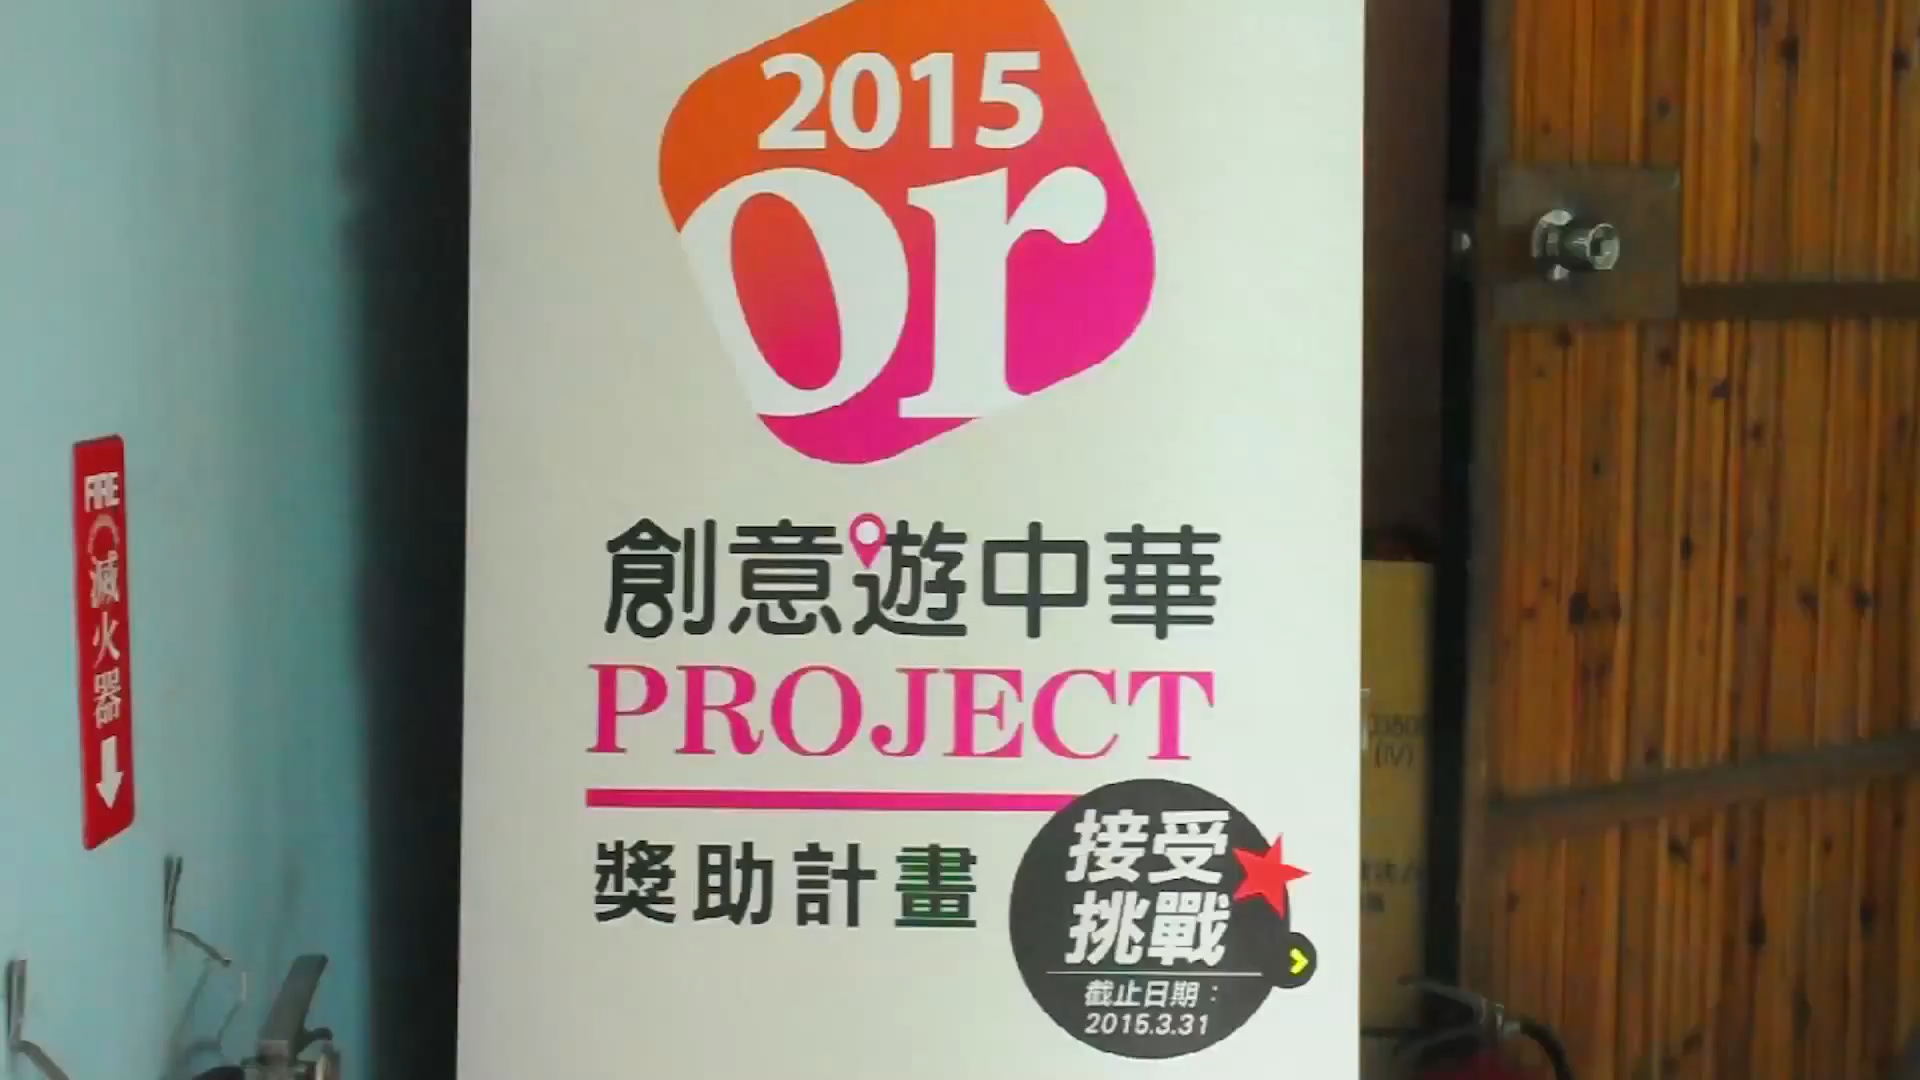 2015
or
創意遊中華
PROJECT
獎助計畫
接受
挑戰
截止日期：
2015.3.31
FIRE
滅火器
(IV)